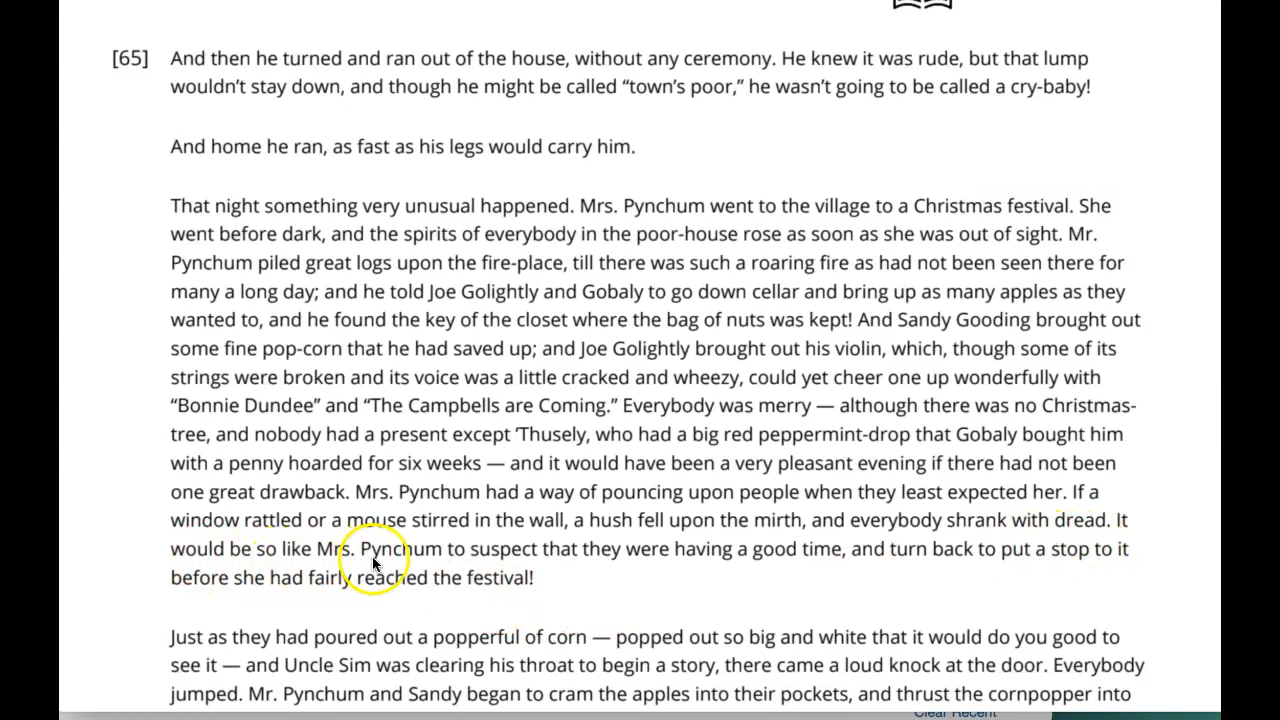 [65] And then he turned and ran out of the house, without any ceremony. He knew it was rude, but that lump
wouldn’t stay down, and though he might be called “town’s poor,” he wasn’t going to be called a cry-baby!
And home he ran, as fast as his legs would carry him.
That night something very unusual happened. Mrs. Pynchum went to the village to a Christmas festival. She
went before dark, and the spirits of everybody in the poor-house rose as soon as she was out of sight. Mr.
Pynchum piled great logs upon the fire-place, till there was such a roaring fire as had not been seen there for
many a long day; and he told Joe Golightly and Gobaly to go down cellar and bring up as many apples as they
wanted to, and he found the key of the closet where the bag of nuts was kept! And Sandy Gooding brought out
some fine pop-corn that he had saved up; and Joe Golightly brought out his violin, which, though some of its
strings were broken and its voice was a little cracked and wheezy, could yet cheer one up wonderfully with
“Bonnie Dundee” and “The Campbells are Coming.” Everybody was merry — although there was no Christmas-
tree, and nobody had a present except ’Thusely, who had a big red peppermint-drop that Gobaly bought him
with a penny hoarded for six weeks — and it would have been a very pleasant evening if there had not been
one great drawback. Mrs. Pynchum had a way of pouncing upon people when they least expected her. If a
window rattled or a mouse stirred in the wall, a hush fell upon the mirth, and everybody shrank with dread. It
would be so like Mrs. Pynchum to suspect that they were having a good time, and turn back to put a stop to it
before she had fairly reached the festival!
Just as they had poured out a popperful of corn — popped out so big and white that it would do you good to
see it — and Uncle Sim was clearing his throat to begin a story, there came a loud knock at the door. Everybody
jumped. Mr. Pynchum and Sandy began to cram the apples into their pockets, and thrust the cornpopper into
Clear Recent